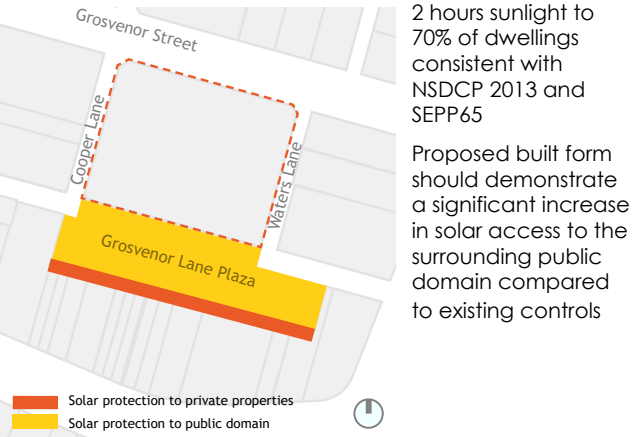 Grosvenor Street
Cooper Lane
Waters Lane
Grosvenor Lane Plaza
Solar protection to private properties
Solar protection to public domain
2 hours sunlight to
70% of dwellings
consistent with
NSDCP 2013 and
SEPP65
Proposed built form
should demonstrate
a significant increase
in solar access to the
surrounding public
domain compared
to existing controls